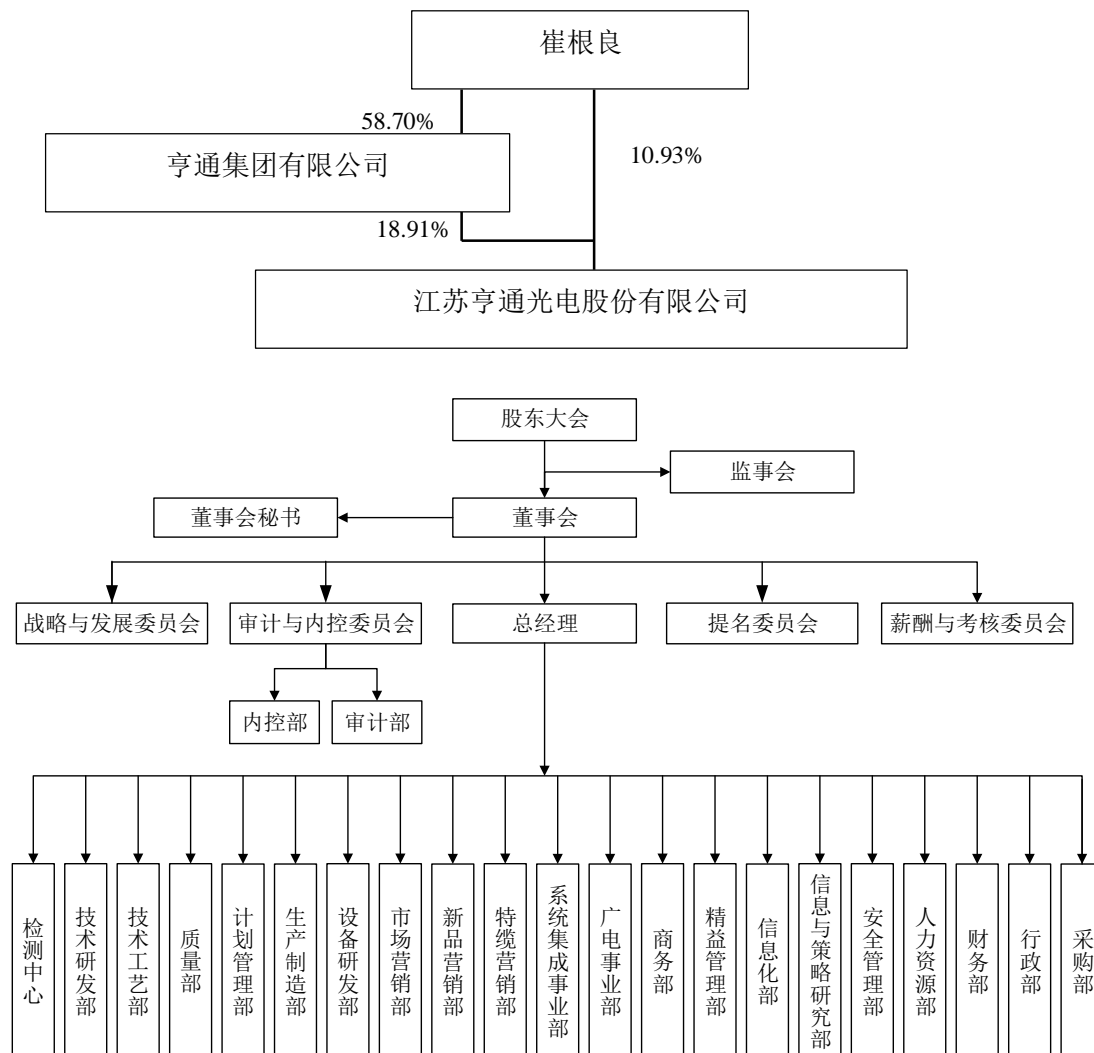 崔根良
58.70%
亨通集团有限公司
10.93%
18.91%
江苏亨通光电股份有限公司
股东大会
监事会
董事会秘书
董事会
战略与发展委员会
审计与内控委员会
总经理
提名委员会
薪酬与考核委员会
内控部
审计部
检测中心
技术研发部
技术工艺部
质量部
计划管理部
生产制造部
设备研发部
市场营销部
新品营销部
特缆营销部
系统集成事业部
广电事业部
商务部
精益管理部
信息化部
信息与策略研究部
安全管理部
人力资源部
财务部
行政部
采购部